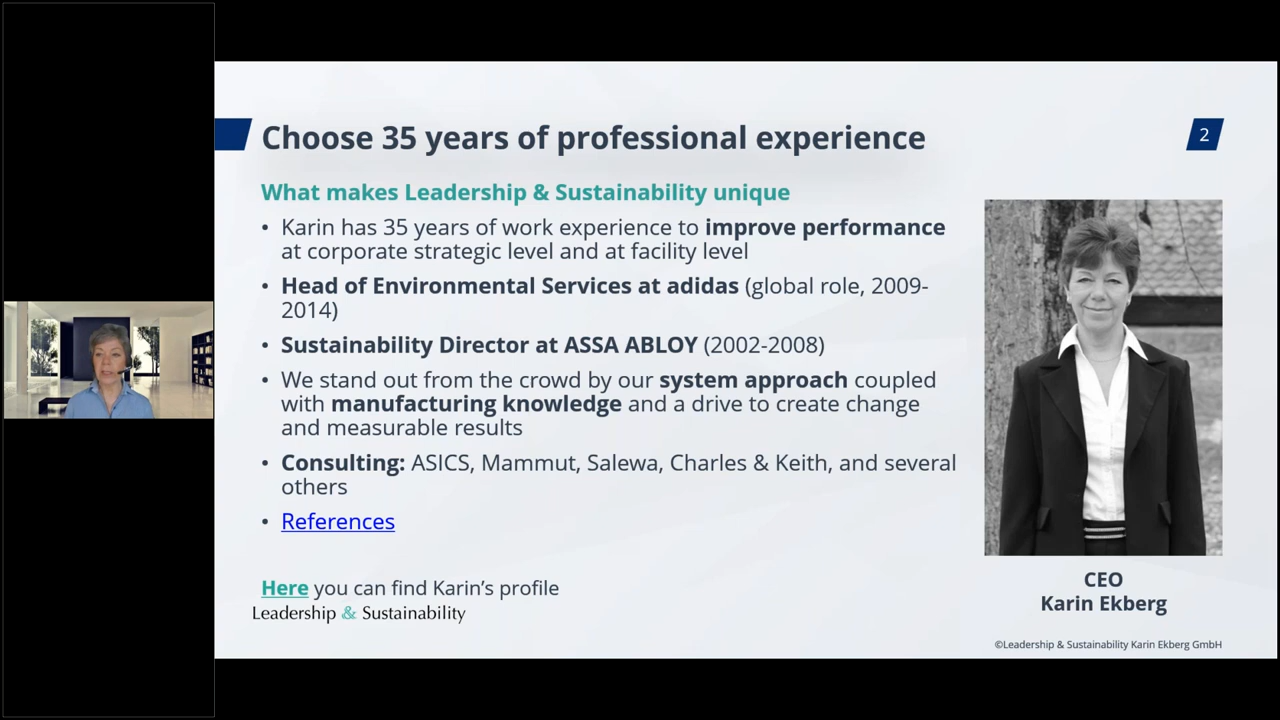 Choose 35 years of professional experience
2
What makes Leadership & Sustainability unique
• Karin has 35 years of work experience to improve performance
at corporate strategic level and at facility level
• Head of Environmental Services at adidas (global role, 2009-
2014)
• Sustainability Director at ASSA ABLOY (2002-2008)
• We stand out from the crowd by our system approach coupled
with manufacturing knowledge and a drive to create change
and measurable results
• Consulting: ASICS, Mammut, Salewa, Charles & Keith, and several
others
• References
Here you can find Karin’s profile
Leadership & Sustainability
CEO
Karin Ekberg
©Leadership & Sustainability Karin Ekberg GmbH